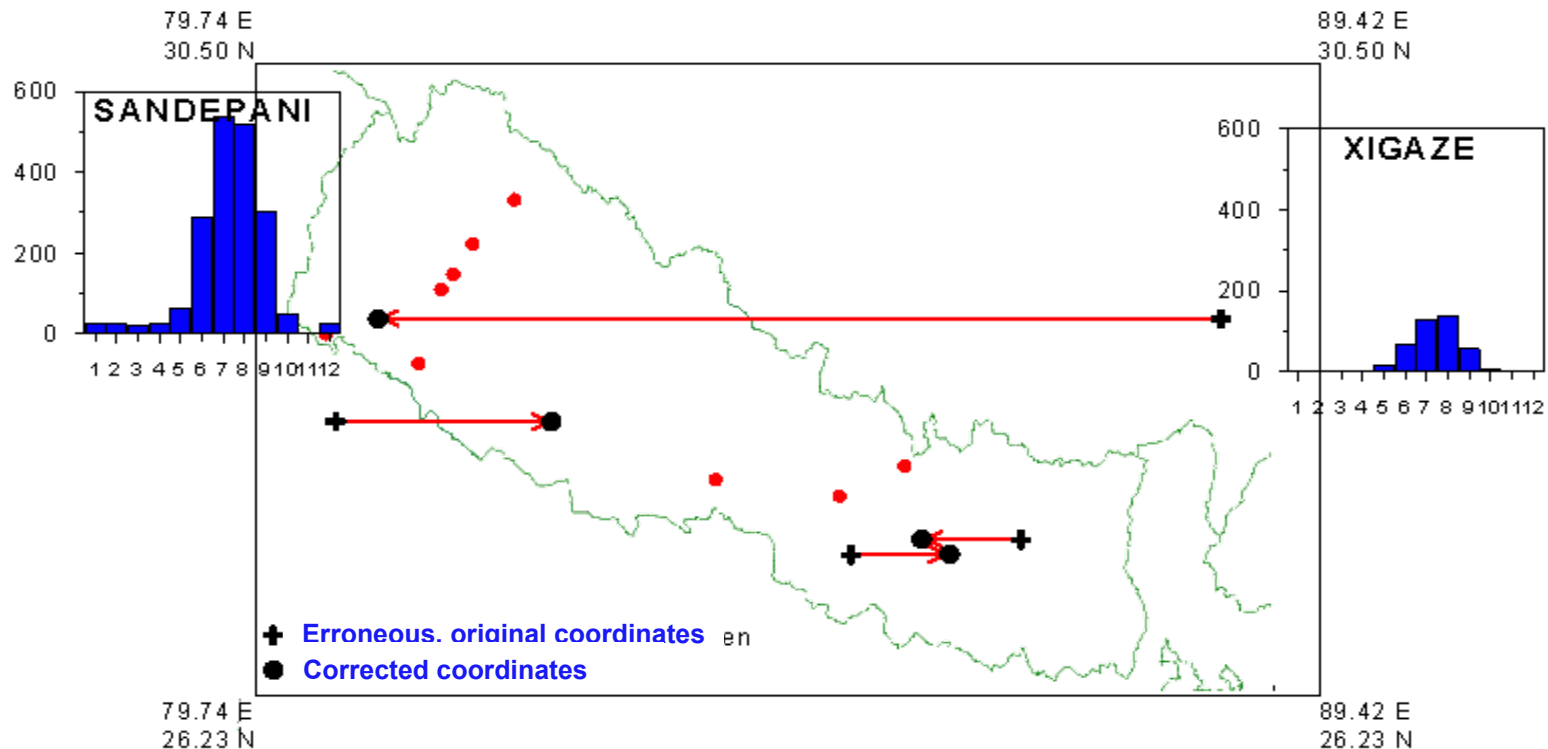 79.74 E
30.50 N
89.42 E
30.50 N
600
400
200
0
SANDEPANI
1 2 3 4 5 6 7 8 9 10 11 12
600
400
200
0
XIGAZE
1 2 3 4 5 6 7 8 9 10 11 12
Erroneous, original coordinates en
Corrected coordinates
79.74 E
26.23 N
89.42 E
26.23 N